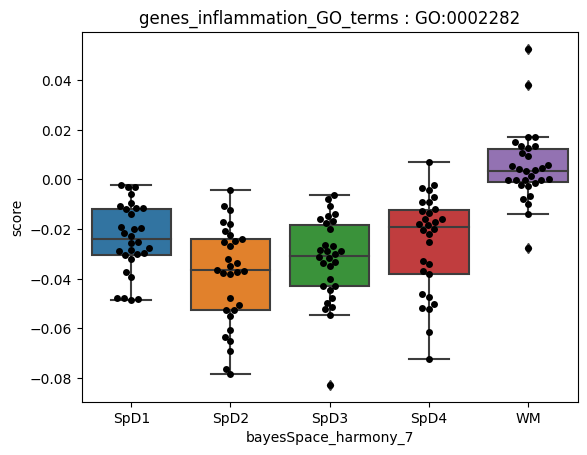 genes_inflammation_GO_terms : GO:0002282
score
0.04
0.02
0.00
−0.02
−0.04
−0.06
−0.08
SpD1 SpD2 SpD3 SpD4 WM
bayesSpace_harmony_7